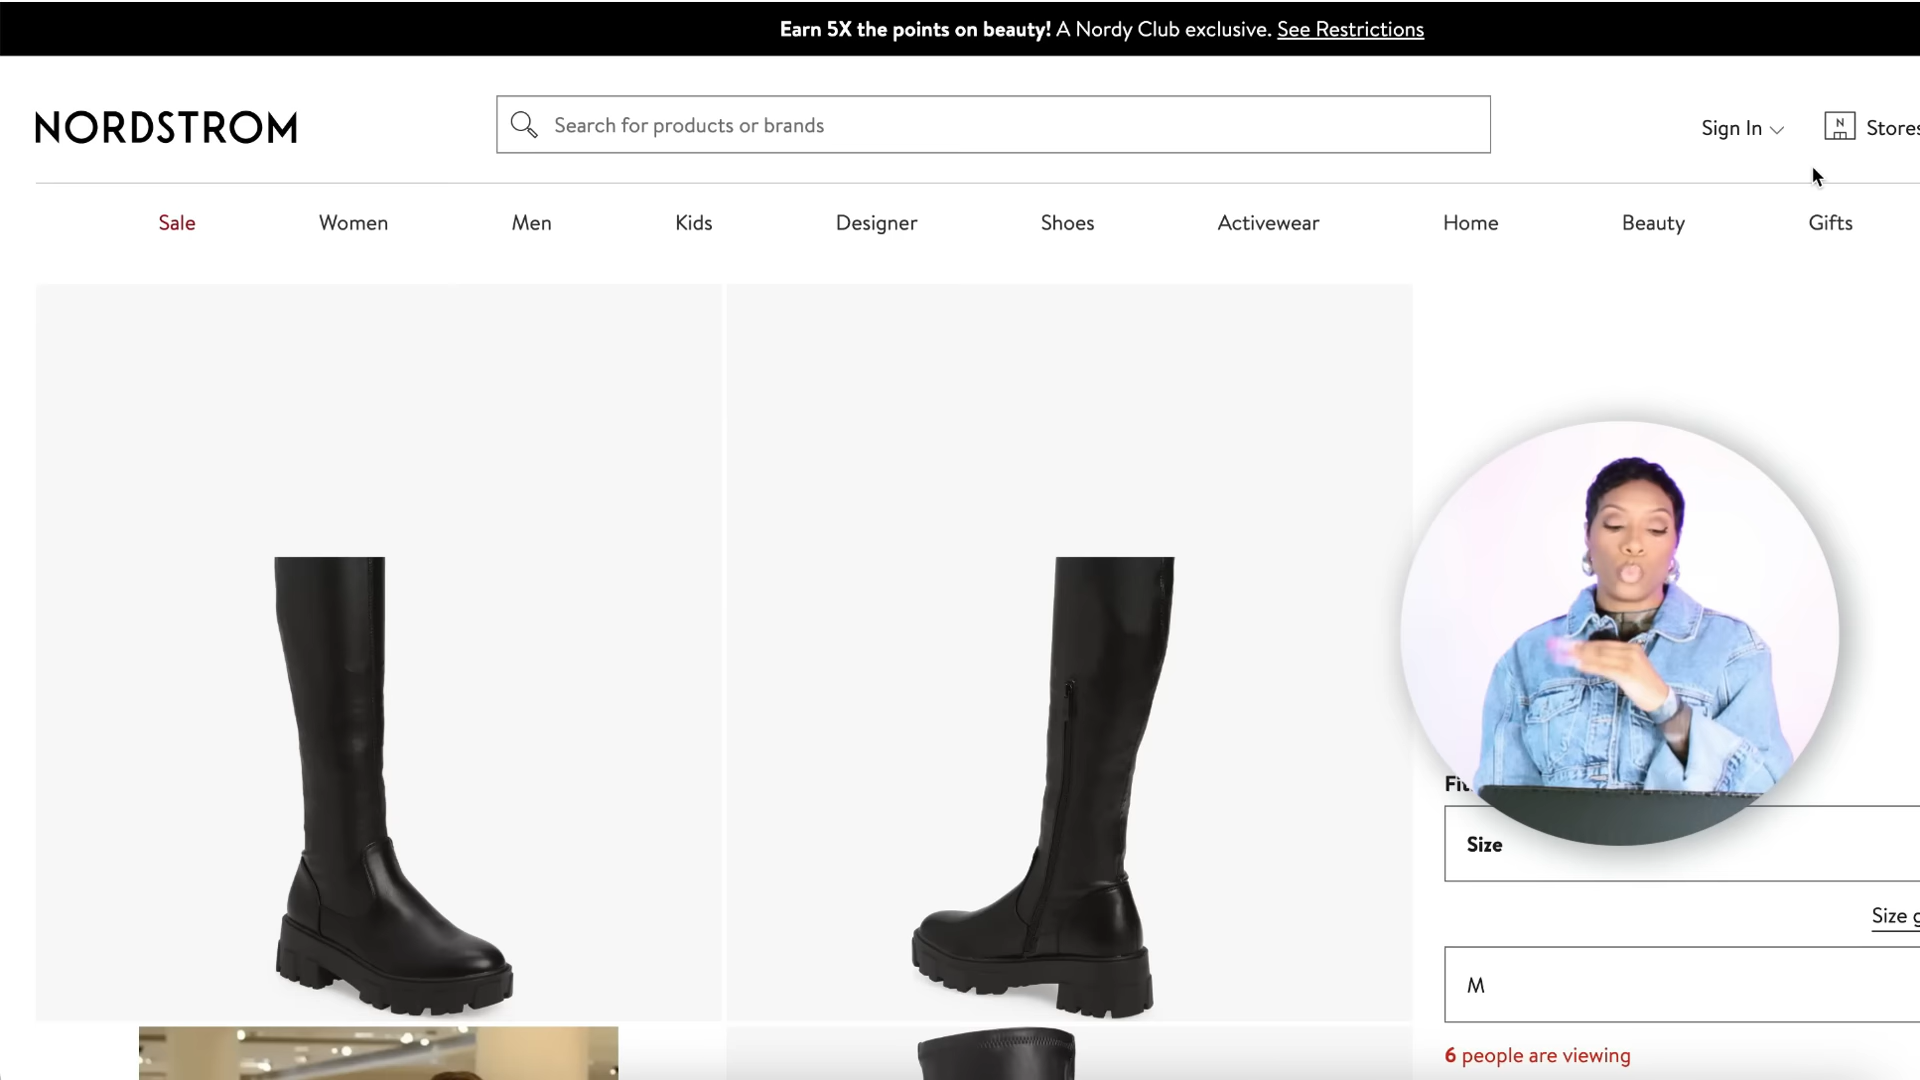 Earn 5X the points on beauty! A Nordy Club exclusive. See Restrictions
NORDSTROM
Search for products or brands
Sign In
N
Stores
Sale Women Men Kids Designer Shoes Activewear Home Beauty Gifts
Size
Size
M
6 people are viewing